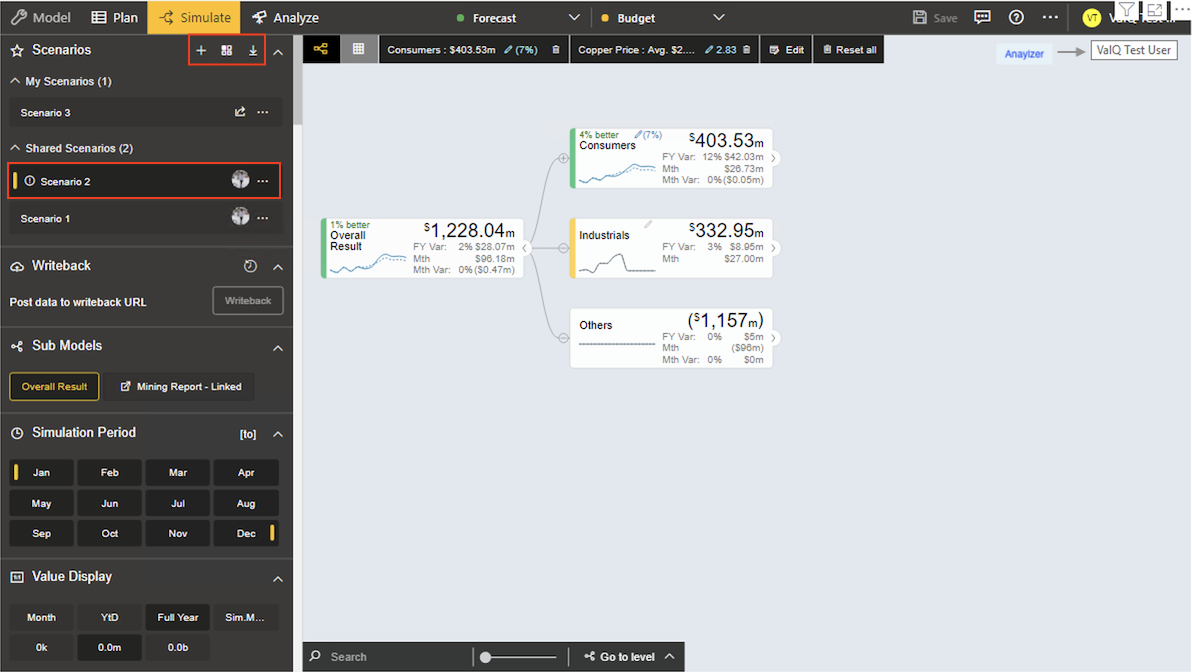 Model
Plan
Simulate
Analyze
Forecast
Budget
Save
VT
Scenarios
My Scenarios (1)
Scenario 3
Shared Scenarios (2)
Scenario 2
Scenario 1
Writeback
Post data to writeback URL
Writeback
Sub Models
Overall Result
Mining Report - Linked
Simulation Period
[to]
Jan Feb Mar Apr
May Jun Jul Aug
Sep Oct Nov Dec
Value Display
Month YtD Full Year Sim.M...
0k 0.0m 0.0b
Consumers : $403.53m (7%)
Copper Price : Avg. $2.... 2.83
Edit
Reset all
Anaylzer
ValQ Test User
1% better
Overall
Result
$1,228.04m
FY Var: 2% $28.07m
Mth $96.18m
Mth Var: 0% ($0.47m)
4% better (7%)
Consumers
$403.53m
FY Var: 12% $42.03m
Mth $26.73m
Mth Var: 0% ($0.05m)
Industrials
$332.95m
FY Var: 3% $8.95m
Mth $27.00m
Others
($1,157m)
FY Var: 0% $5m
Mth ($96m)
Mth Var: 0% $0m
Search
Go to level